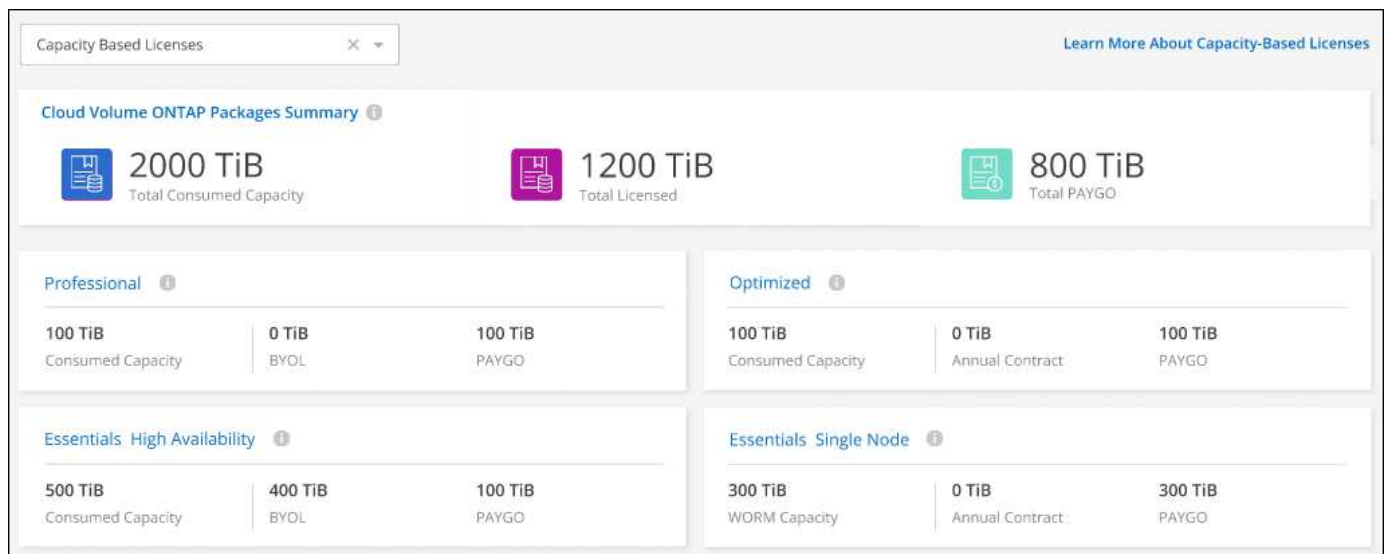 Capacity Based Licenses
Learn More About Capacity-Based Licenses
Cloud Volume ONTAP Packages Summary
2000 TiB
Total Consumed Capacity
1200 TiB
Total Licensed
800 TiB
Total PAYGO
Professional
100 TiB
Consumed Capacity
0 TiB
BYOL
100 TiB
PAYGO
Optimized
100 TiB
Consumed Capacity
0 TiB
Annual Contract
100 TiB
PAYGO
Essentials High Availability
500 TiB
Consumed Capacity
400 TiB
BYOL
100 TiB
PAYGO
Essentials Single Node
300 TiB
WORM Capacity
0 TiB
Annual Contract
300 TiB
PAYGO